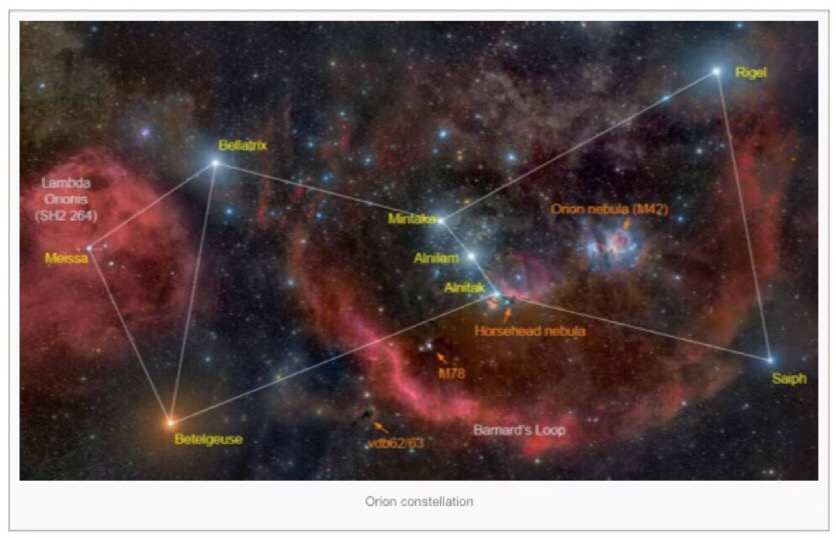 Rigel
Bellatrix
Lambda
Orionis
(SH2 264)
Orion nebula (M42)
Mintaka
Meissa
Alnilam
Alnitak
Horsehead nebula
M78
Saiph
Betelgeuse
vdb62/63
Barnard's Loop
Orion constellation